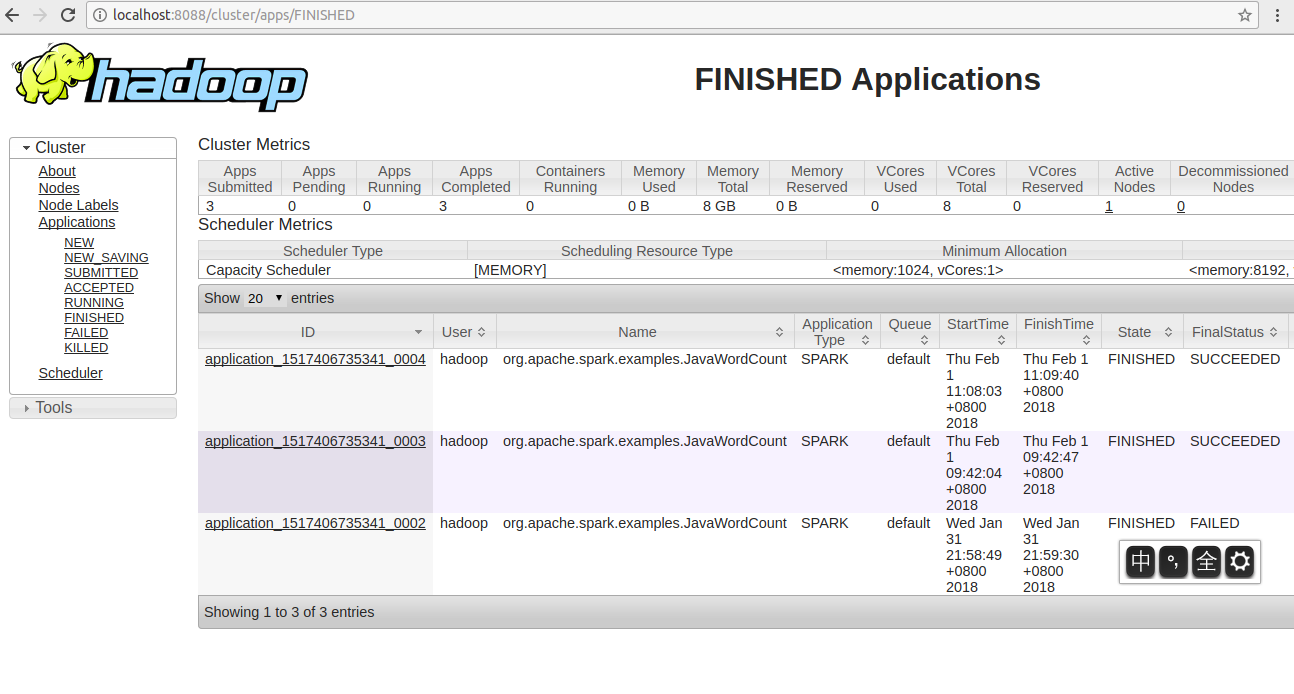 localhost:8088/cluster/apps/FINISHED
hadoop
FINISHED Applications
Cluster
About
Nodes
Node Labels
Applications
NEW
NEW_SAVING
SUBMITTED
ACCEPTED
RUNNING
FINISHED
FAILED
KILLED
Scheduler
Tools
Cluster Metrics
Apps Submitted Apps Pending Apps Running Apps Completed Containers Running Memory Used Memory Total Memory Reserved VCores Used VCores Total VCores Reserved Active Nodes Decommissioned Nodes
3 0 0 3 0 0 B 8 GB 0 B 0 8 0 1 0
Scheduler Metrics
Scheduler Type Scheduling Resource Type Minimum Allocation
Capacity Scheduler [MEMORY] <memory:1024, vCores:1> <memory:8192,
Show 20 entries
ID User Name Application Type Queue StartTime FinishTime State FinalStatus
application_1517406735341_0004 hadoop org.apache.spark.examples.JavaWordCount SPARK default Thu Feb 1 11:08:03 +0800 2018 Thu Feb 1 11:09:40 +0800 2018 FINISHED SUCCEEDED
application_1517406735341_0003 hadoop org.apache.spark.examples.JavaWordCount SPARK default Thu Feb 1 09:42:04 +0800 2018 Thu Feb 1 09:42:47 +0800 2018 FINISHED SUCCEEDED
application_1517406735341_0002 hadoop org.apache.spark.examples.JavaWordCount SPARK default Wed Jan 31 21:58:49 +0800 2018 Wed Jan 31 21:59:30 +0800 2018 FINISHED FAILED
中 °, 全
Showing 1 to 3 of 3 entries